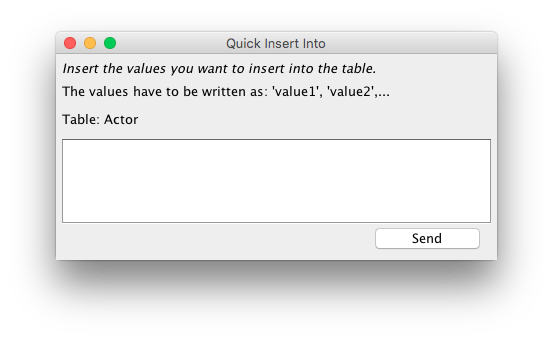 Quick Insert Into
Insert the values you want to insert into the table.
The values have to be written as: 'value1', 'value2',...
Table: Actor
Send